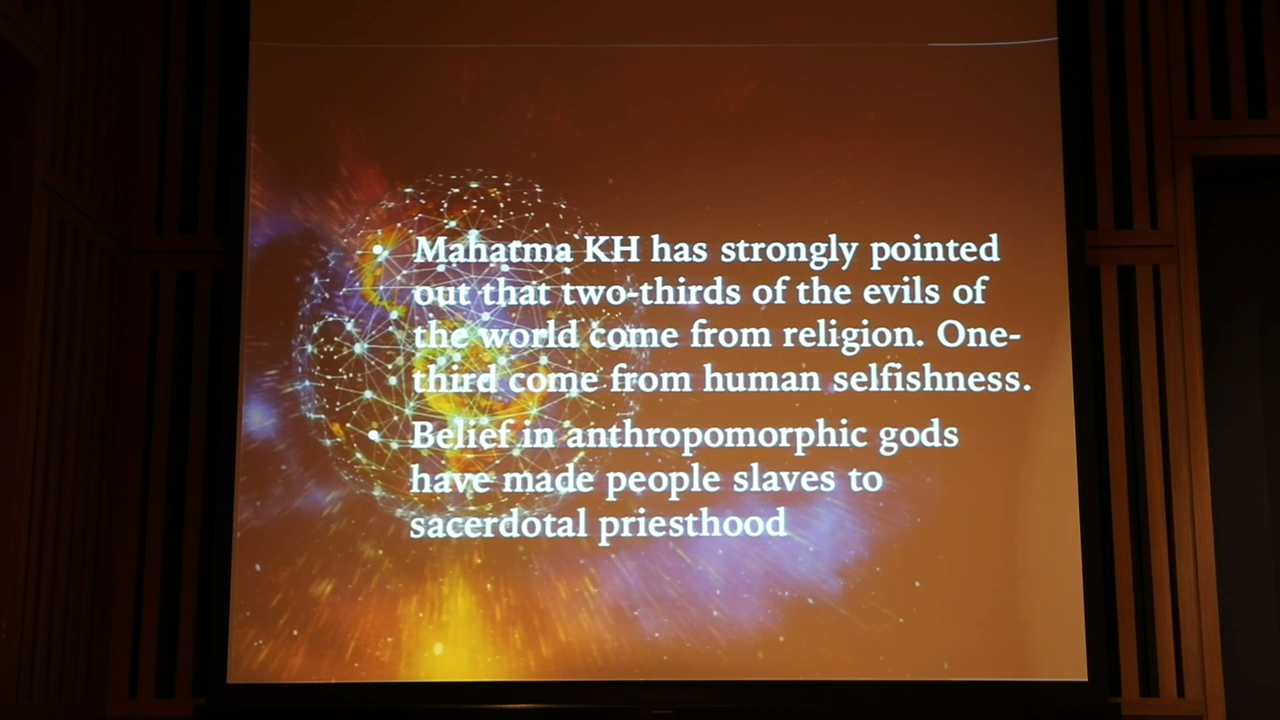 • Mahatma KH has strongly pointed
out that two-thirds of the evils of
the world come from religion. One-
third come from human selfishness.
• Belief in anthropomorphic gods
have made people slaves to
sacerdotal priesthood